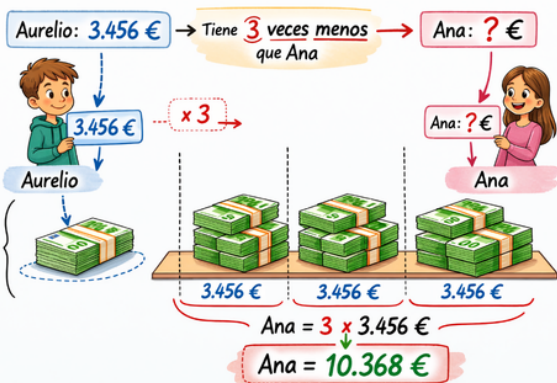 Aurelio: 3.456 €
Tiene 3 veces menos
que Ana
Ana: ? €
3.456 €
× 3
Ana: ? €
Aurelio
Ana
3.456 €
3.456 €
3.456 €
Ana = 3 x 3.456 €
Ana = 10.368 €